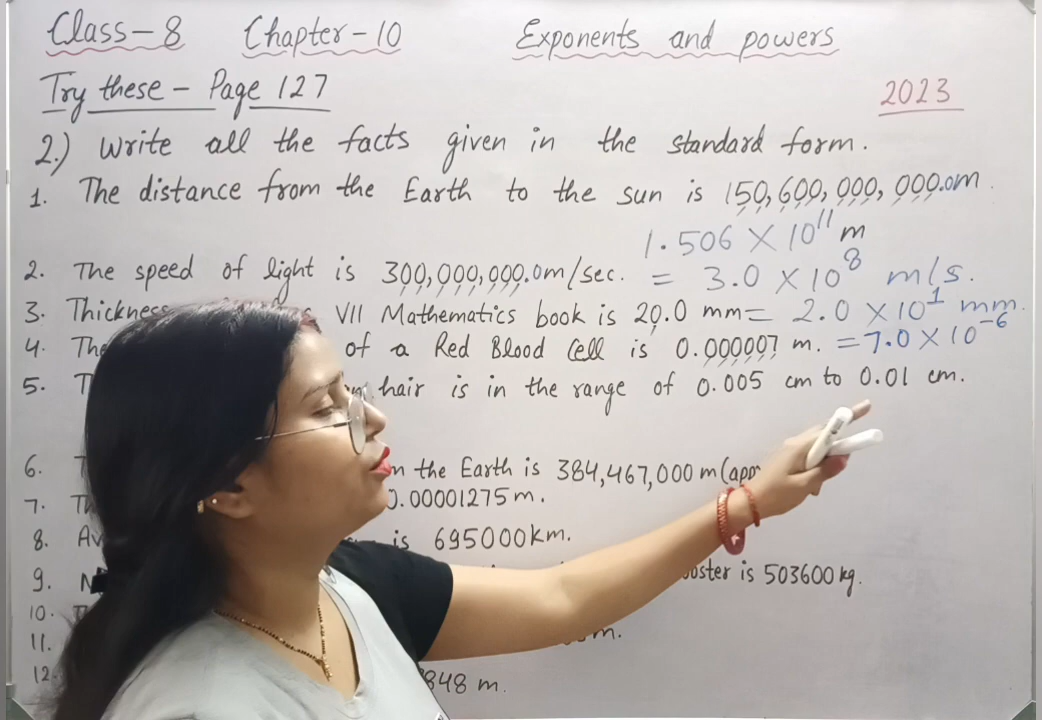 Class-8 Chapter-10 Exponents and powers
Try these - Page 127 2023
2.) Write all the facts given in the standard form.
1. The distance from the Earth to the sun is 150,600,000,000.0m.
1.506 × 10¹¹ m
2. The speed of light is 300,000,000.0m/sec. = 3.0 × 10⁸ m/s.
3. Thickness VII Mathematics book is 20.0 mm = 2.0 × 10¹ mm.
4. The of a Red Blood Cell is 0.000007 m. = 7.0 × 10⁻⁶
5. hair is in the range of 0.005 cm to 0.01 cm.
6. the Earth is 384,467,000 m
7. 0.00001275m.
8. is 695000km.
9. is 503600 kg.
10.
11. m.
12. 848 m.